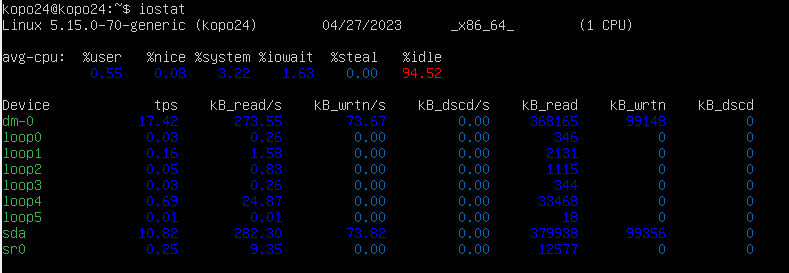 kopo24@kopo24:~$ iostat
Linux 5.15.0-70-generic (kopo24) 04/27/2023 _x86_64_ (1 CPU)
avg-cpu: %user %nice %system %iowait %steal %idle
0.55 0.08 3.22 1.63 0.00 94.52
Device tps kB_read/s kB_wrtn/s kB_dscd/s kB_read kB_wrtn kB_dscd
dm-0 17.42 273.55 73.67 0.00 368165 99148 0
loop0 0.03 0.26 0.00 0.00 346 0 0
loop1 0.16 1.58 0.00 0.00 2131 0 0
loop2 0.05 0.83 0.00 0.00 1115 0 0
loop3 0.03 0.26 0.00 0.00 344 0 0
loop4 0.69 24.87 0.00 0.00 33468 0 0
loop5 0.01 0.01 0.00 0.00 18 0 0
sda 10.82 282.30 73.82 0.00 379938 99356 0
sr0 0.25 9.35 0.00 0.00 12577 0 0